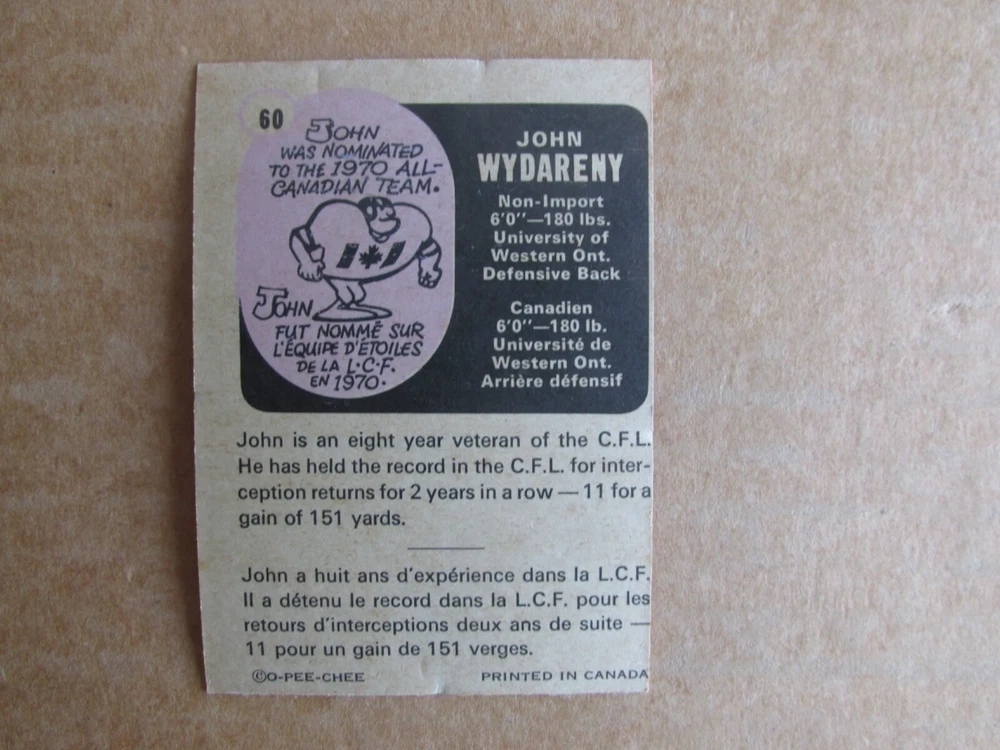 60
JOHN
WAS NOMINATED
TO THE 1970 ALL-
CANADIAN TEAM.
JOHN
FUT NOMMÉ SUR
L'ÉQUIPE D'ETOILES
DE LA L.C.F.
EN 1970.
JOHN
WYDARENY
Non-Import
6'0"—180 lbs.
University of
Western Ont.
Defensive Back
Canadien
6'0"—180 lb.
Université de
Western Ont.
Arrière défensif
John is an eight year veteran of the C.F.L.
He has held the record in the C.F.L. for inter-
ception returns for 2 years in a row — 11 for a
gain of 151 yards.
John a huit ans d'expérience dans la L.C.F.
Il a détenu le record dans la L.C.F. pour les
retours d'interceptions deux ans de suite —
11 pour un gain de 151 verges.
©O-PEE-CHEE PRINTED IN CANADA